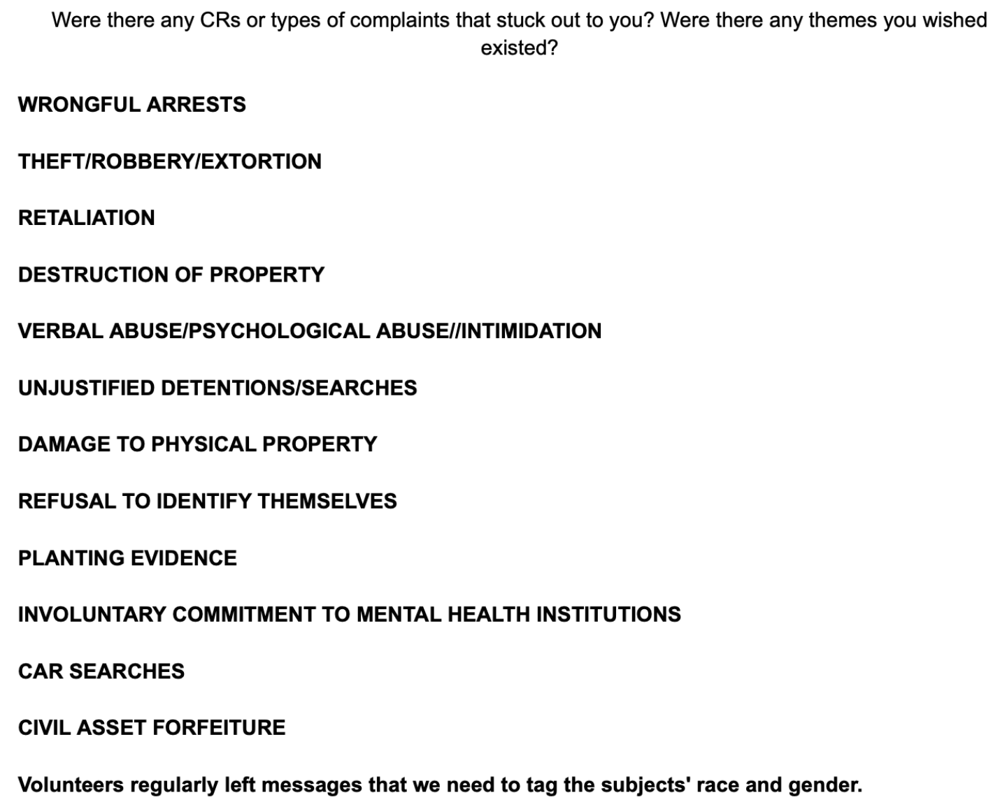 Were there any CRs or types of complaints that stuck out to you? Were there any themes you wished
existed?
WRONGFUL ARRESTS
THEFT/ROBBERY/EXTORTION
RETALIATION
DESTRUCTION OF PROPERTY
VERBAL ABUSE/PSYCHOLOGICAL ABUSE//INTIMIDATION
UNJUSTIFIED DETENTIONS/SEARCHES
DAMAGE TO PHYSICAL PROPERTY
REFUSAL TO IDENTIFY THEMSELVES
PLANTING EVIDENCE
INVOLUNTARY COMMITMENT TO MENTAL HEALTH INSTITUTIONS
CAR SEARCHES
CIVIL ASSET FORFEITURE
Volunteers regularly left messages that we need to tag the subjects' race and gender.